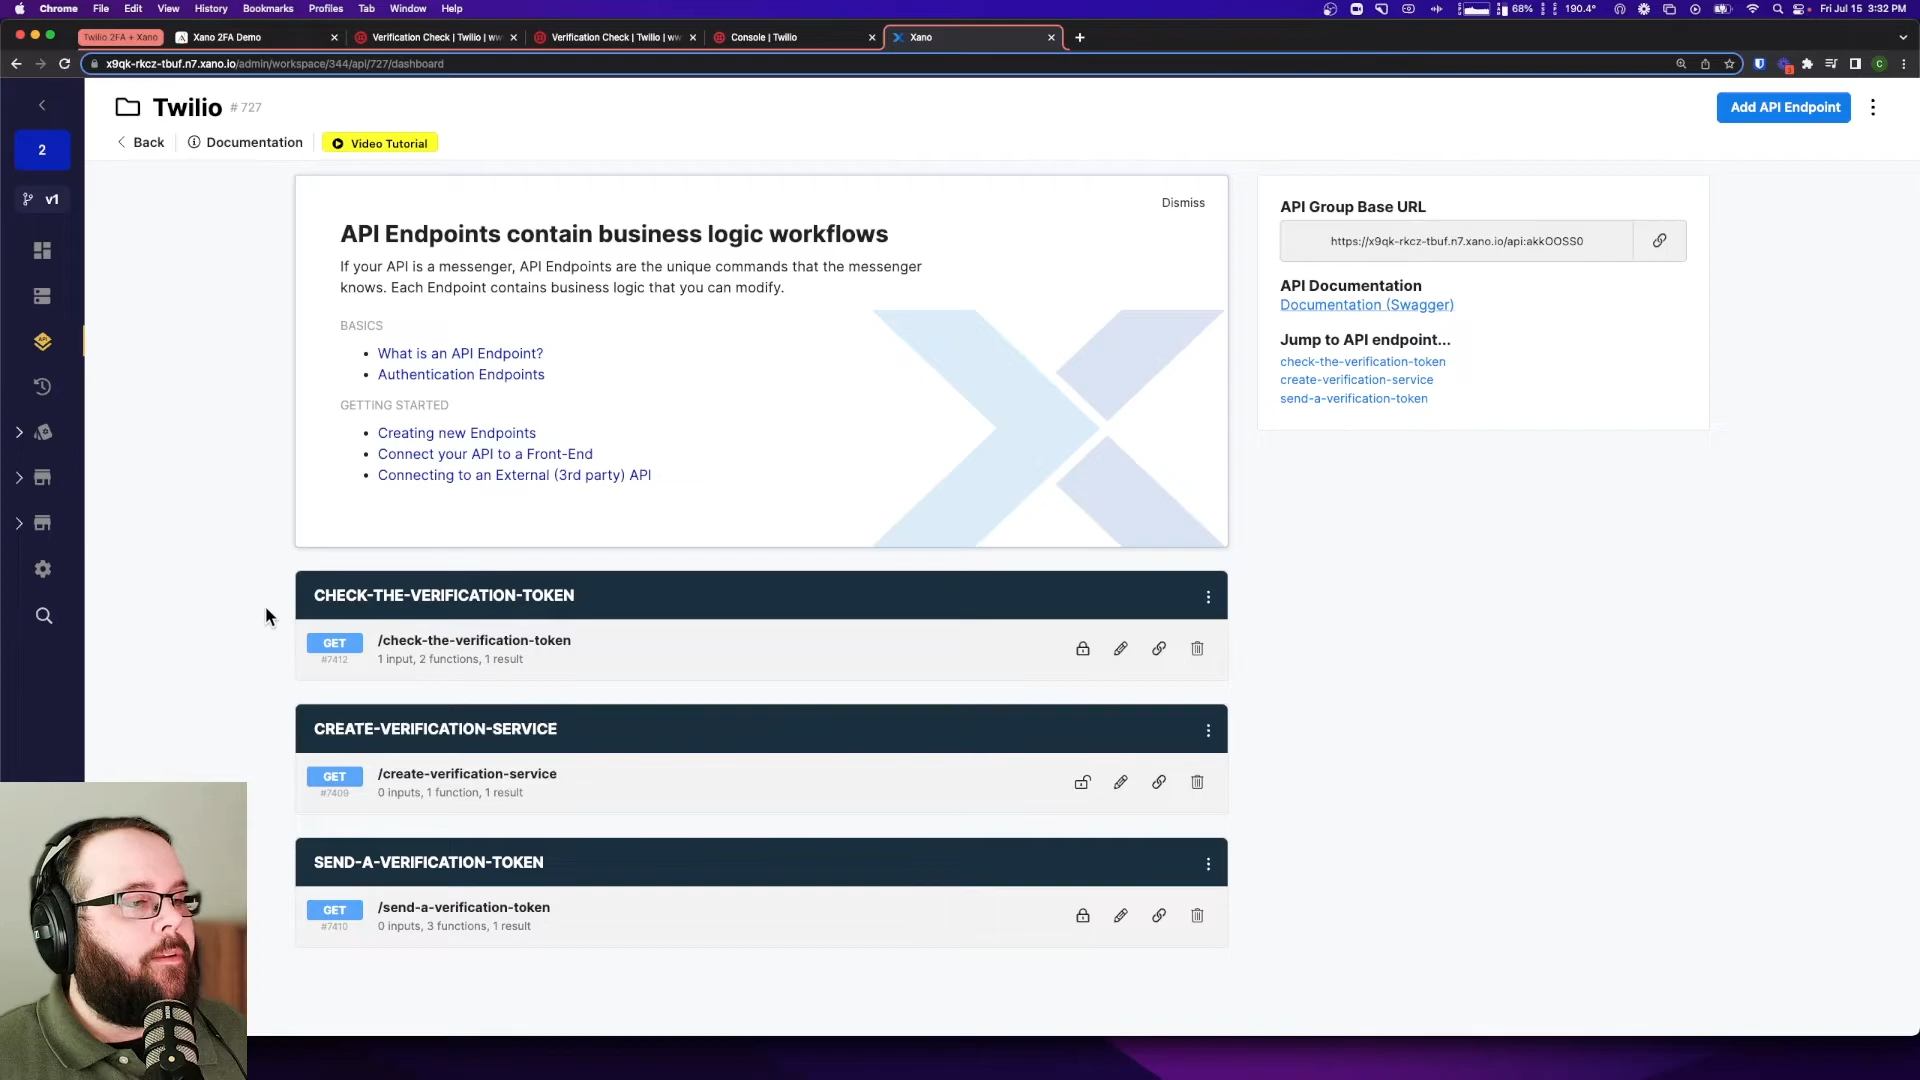 Chrome File Edit View History Bookmarks Profiles Tab Window Help 68% 190.4° Fri Jul 15 3:32 PM
Twilio 2FA + Xano Xano 2FA Demo Verification Check | Twilio | ww Verification Check | Twilio | ww Console | Twilio Xano
x9qk-rkcz-tbuf.n7.xano.io/admin/workspace/344/api/727/dashboard
Twilio # 727
Add API Endpoint
Back Documentation Video Tutorial
2
v1
Dismiss
API Endpoints contain business logic workflows
If your API is a messenger, API Endpoints are the unique commands that the messenger
knows. Each Endpoint contains business logic that you can modify.
BASICS
What is an API Endpoint?
Authentication Endpoints
GETTING STARTED
Creating new Endpoints
Connect your API to a Front-End
Connecting to an External (3rd party) API
API Group Base URL
https://x9qk-rkcz-tbuf.n7.xano.io/api:akkOOSS0
API Documentation
Documentation (Swagger)
Jump to API endpoint...
check-the-verification-token
create-verification-service
send-a-verification-token
CHECK-THE-VERIFICATION-TOKEN
GET /check-the-verification-token
#7412 1 input, 2 functions, 1 result
CREATE-VERIFICATION-SERVICE
GET /create-verification-service
#7409 0 inputs, 1 function, 1 result
SEND-A-VERIFICATION-TOKEN
GET /send-a-verification-token
#7410 0 inputs, 3 functions, 1 result